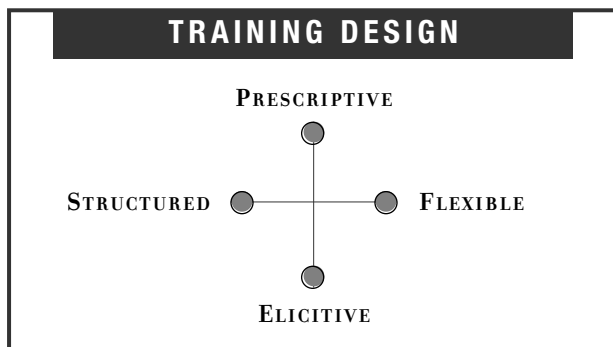 TRAINING DESIGN
PRESCRIPTIVE
STRUCTURED FLEXIBLE
ELICITIVE